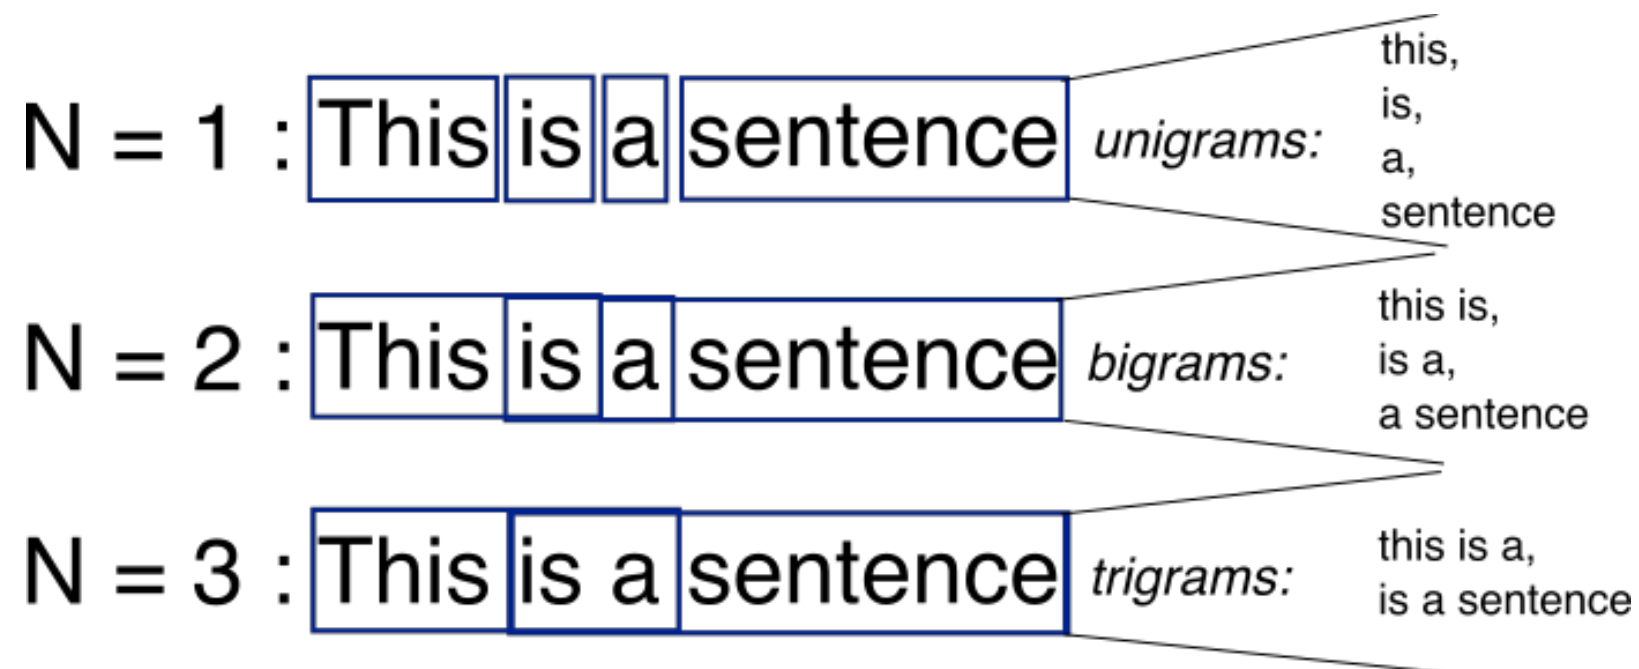 N = 1 : This is a sentence unigrams:
this,
is,
a,
sentence
N = 2 : This is a sentence bigrams:
this is,
is a,
a sentence
N = 3 : This is a sentence trigrams:
this is a,
is a sentence